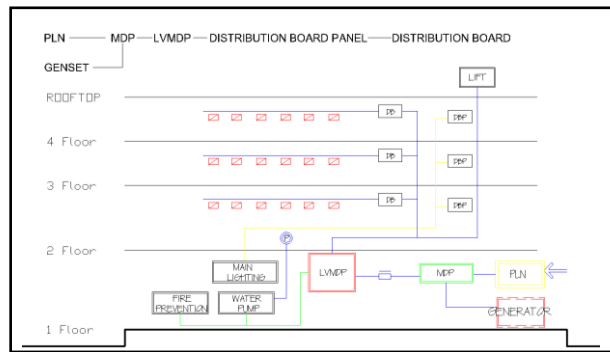 PLN MDP LVMDP DISTRIBUTION BOARD PANEL DISTRIBUTION BOARD
GENSET
LIFT
ROOFTOP
DB
DBP
4 Floor
DB
DBP
3 Floor
DB
DBP
P
2 Floor
MAIN
LIGHTING
LVMDP
MDP
PLN
FIRE
PREVENTION
WATER
PUMP
GENERATOR
1 Floor